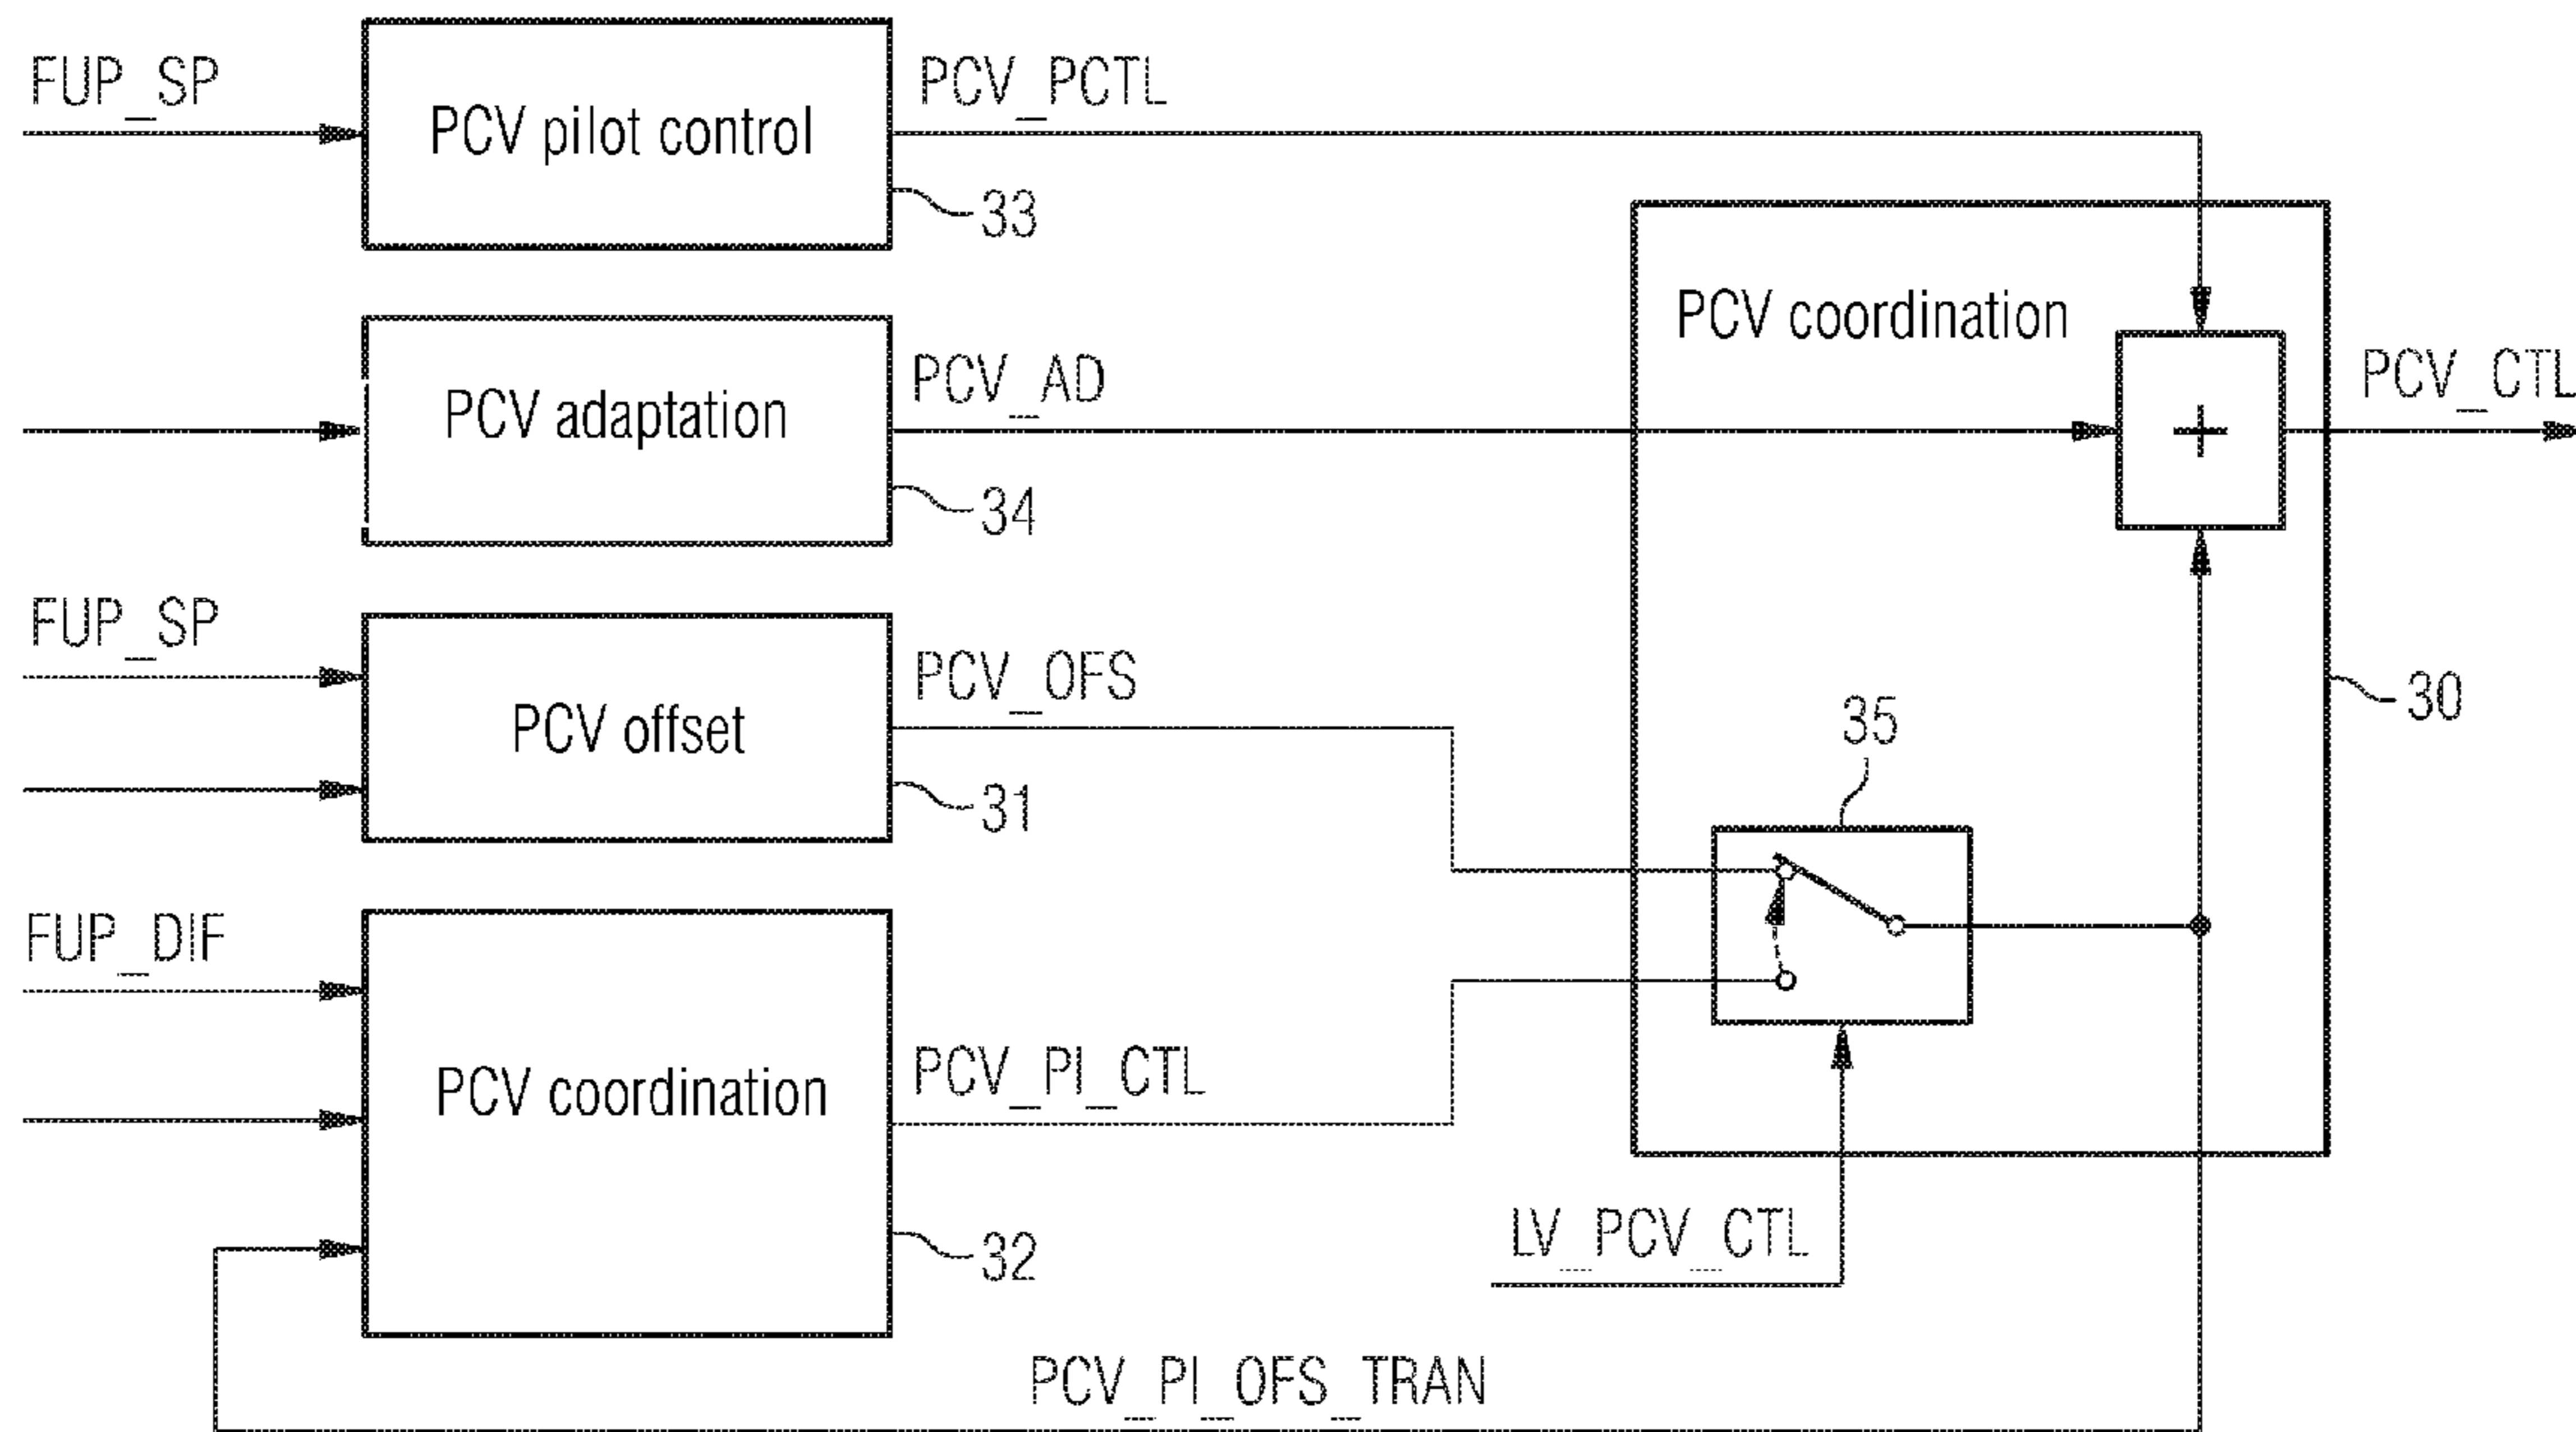 FUP_SP
PCV pilot control
PCV_PCTL
33
PCV coordination
PCV adaptation
PCV_AD
34
+
PCV_CTL
FUP_SP
PCV offset
PCV_OFS
31
30
35
FUP_DIF
PCV coordination
PCV_PI_CTL
32
LV_PCV_CTL
PCV_PI_OFS_TRAN